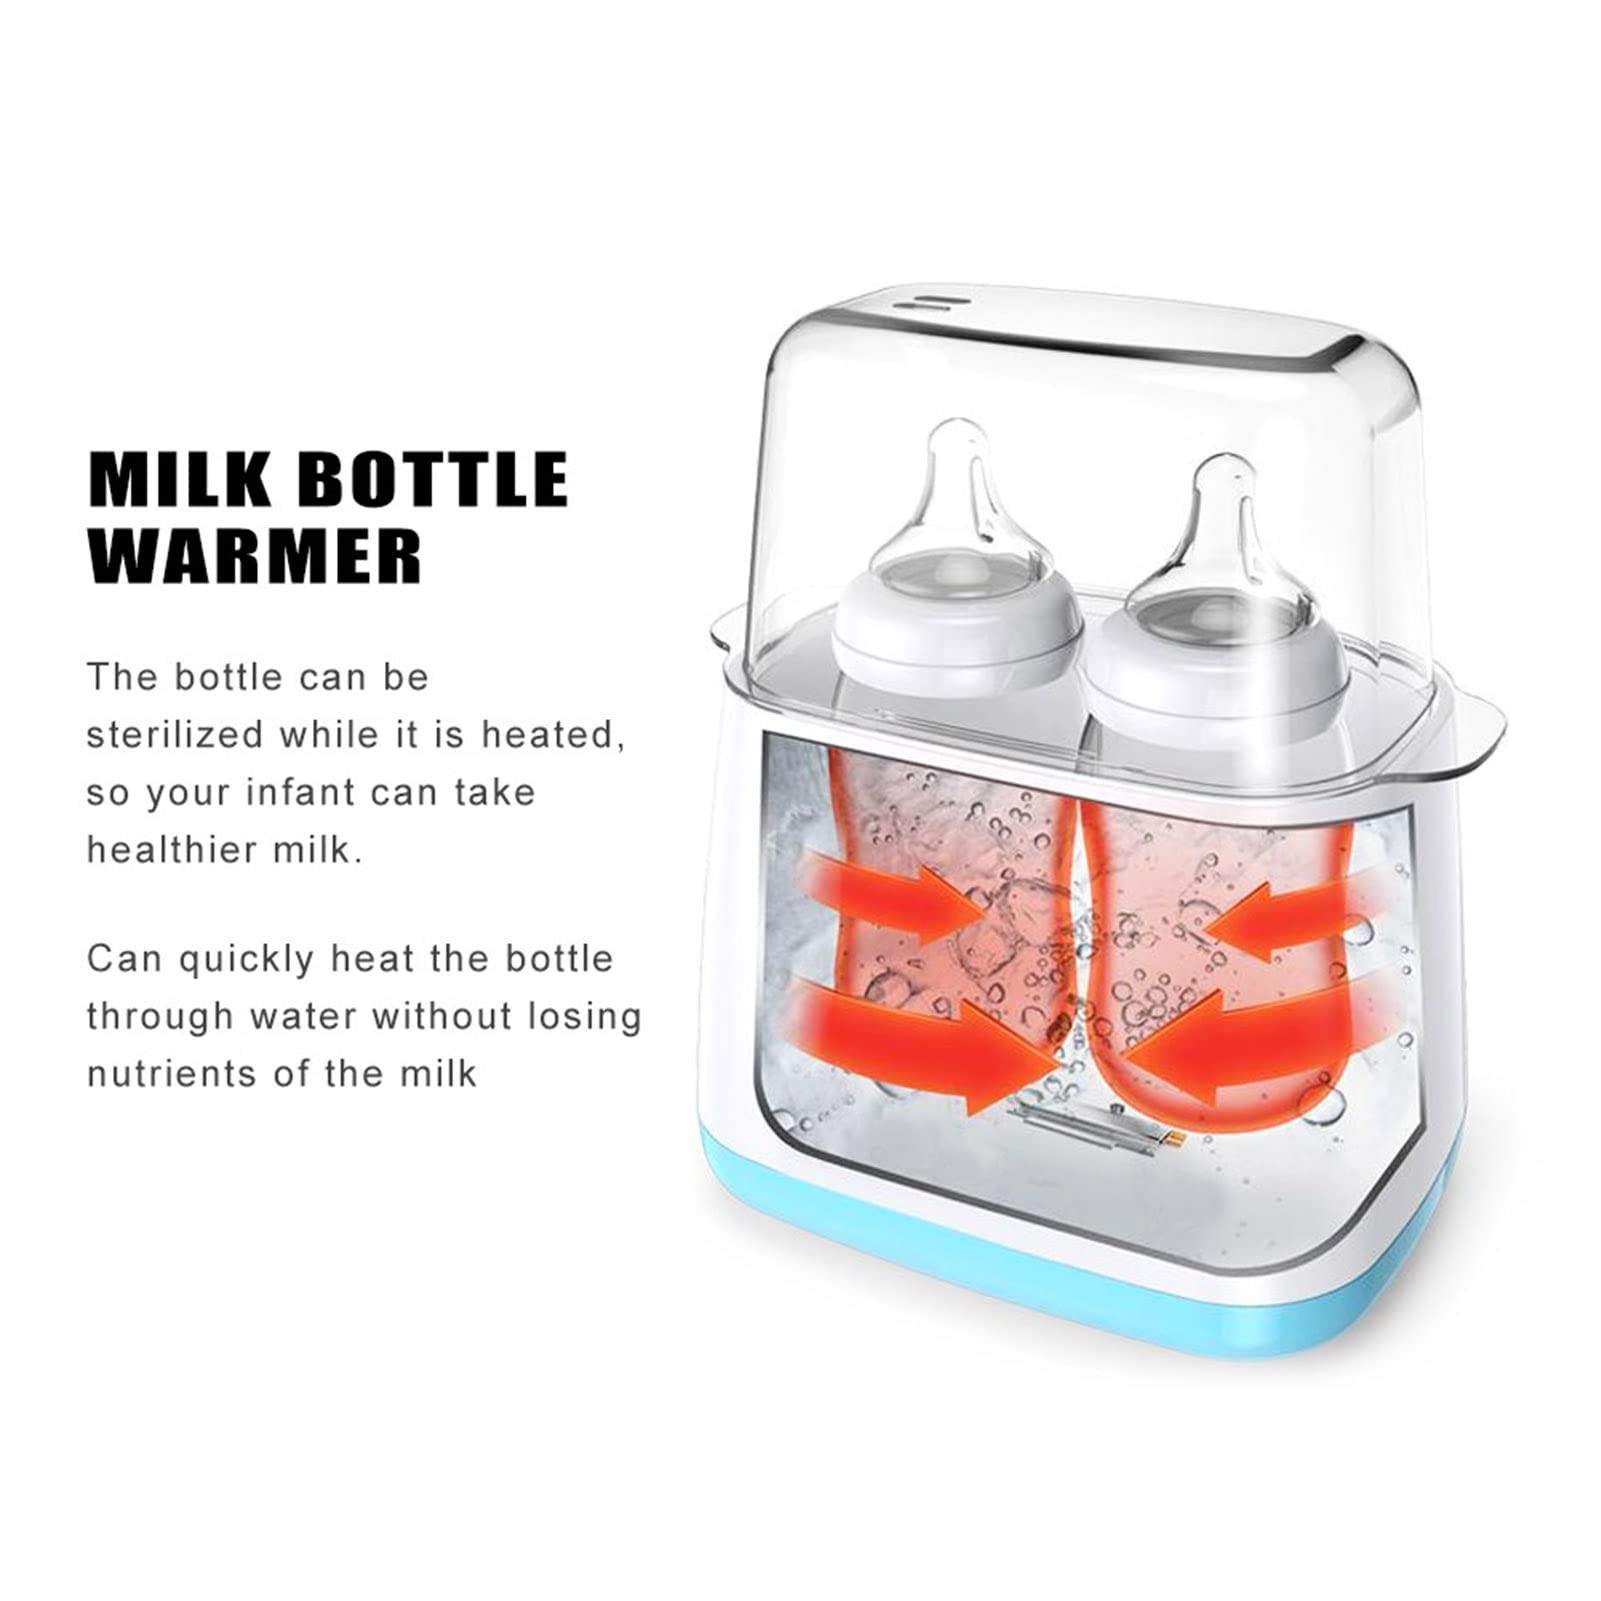 MILK BOTTLE
WARMER
The bottle can be
sterilized while it is heated,
so your infant can take
healthier milk.
Can quickly heat the bottle
through water without losing
nutrients of the milk